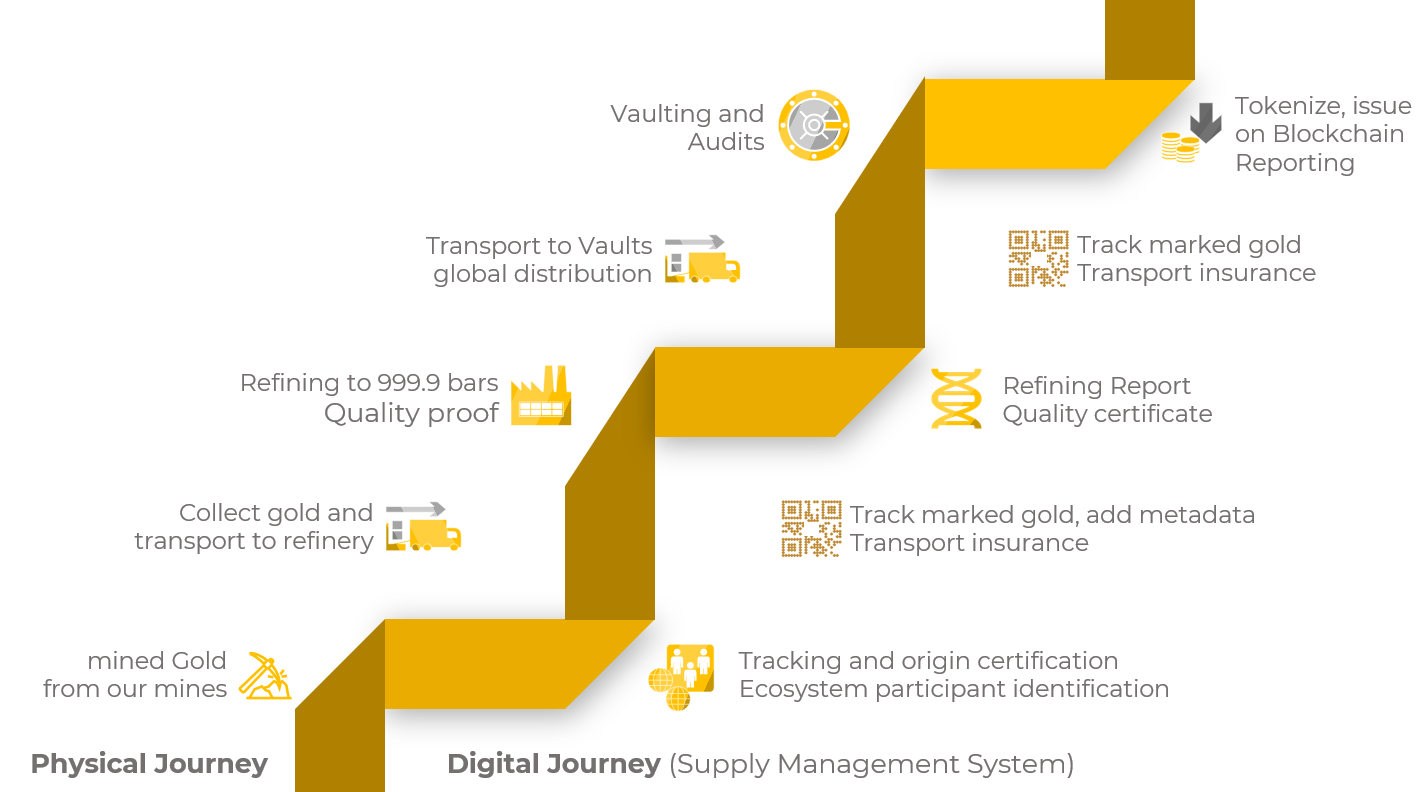 Vaulting and
Audits
Tokenize, issue
on Blockchain
Reporting
Transport to Vaults
global distribution
Track marked gold
Transport insurance
Refining to 999.9 bars
Quality proof
Refining Report
Quality certificate
Collect gold and
transport to refinery
Track marked gold, add metadata
Transport insurance
mined Gold
from our mines
Tracking and origin certification
Ecosystem participant identification
Physical Journey
Digital Journey (Supply Management System)